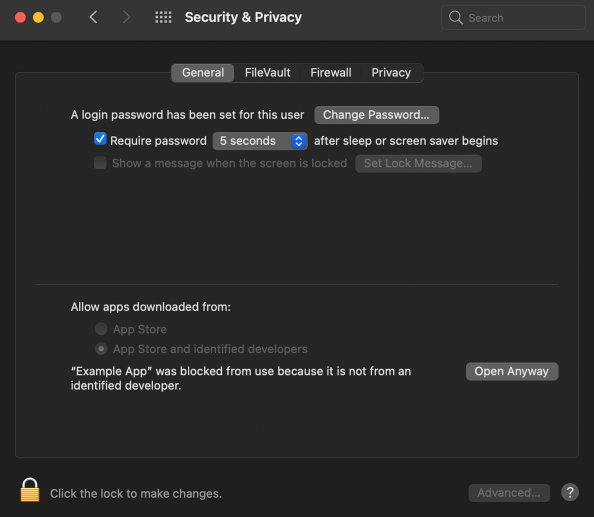 Security & Privacy
Search
General FileVault Firewall Privacy
A login password has been set for this user Change Password...
Require password 5 seconds after sleep or screen saver begins
Show a message when the screen is locked Set Lock Message...
Allow apps downloaded from:
App Store
App Store and identified developers
“Example App” was blocked from use because it is not from an Open Anyway
identified developer.
Click the lock to make changes. Advanced... ?